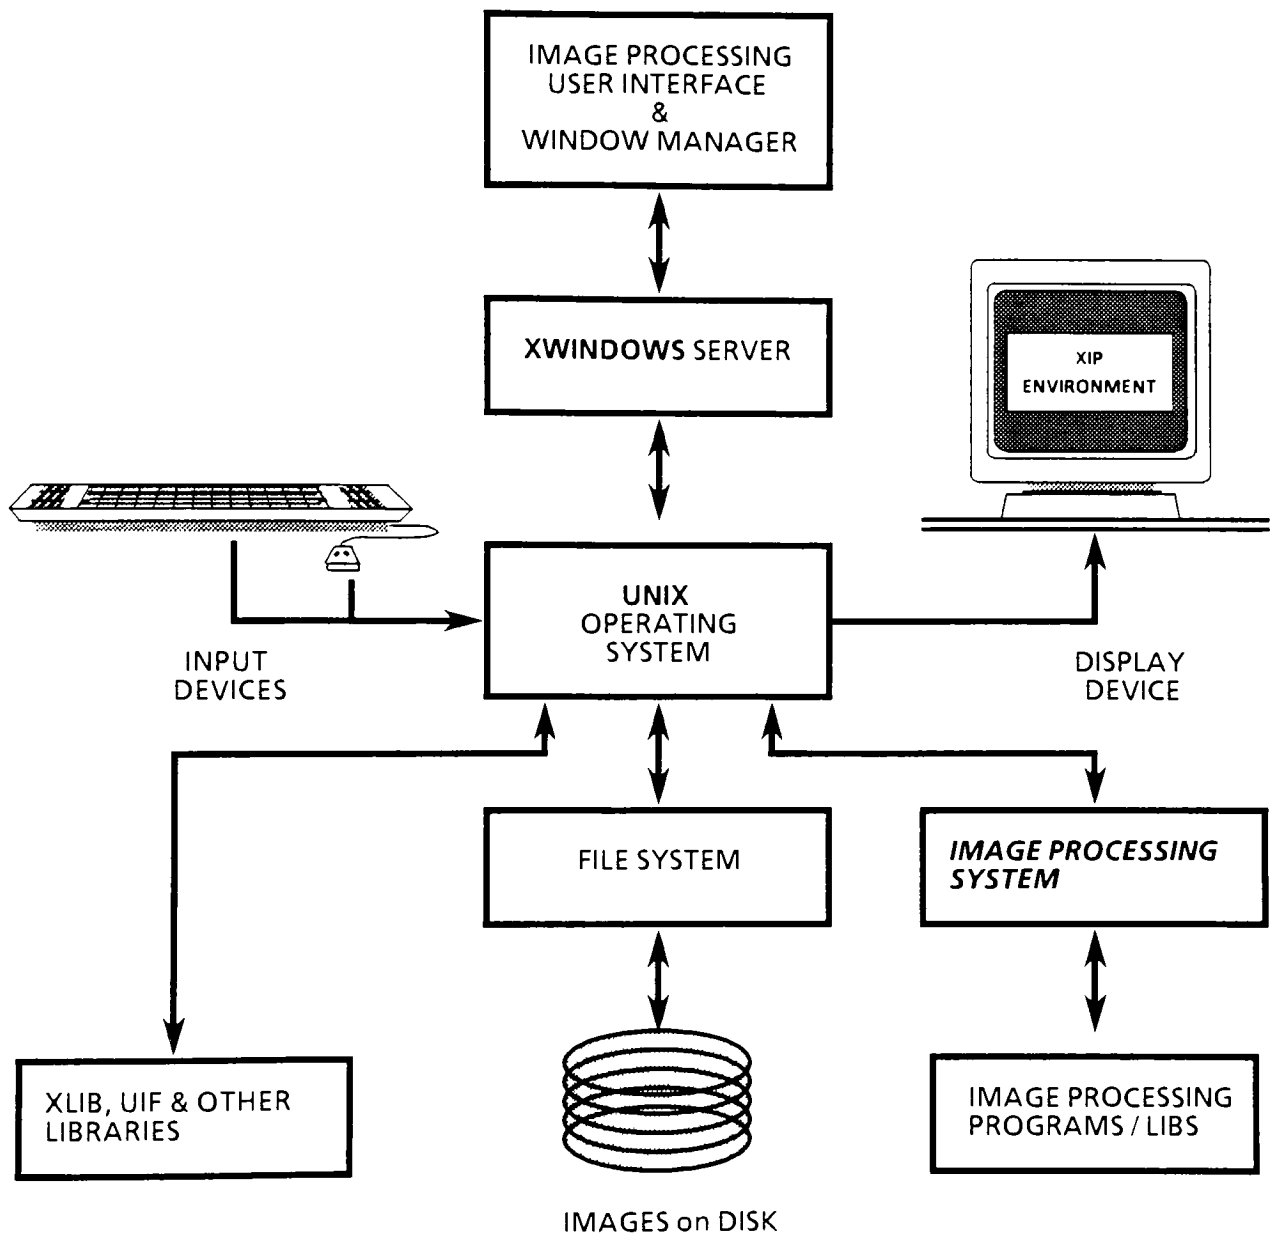 IMAGE PROCESSING
USER INTERFACE
&
WINDOW MANAGER
XWINDOWS SERVER
XIP
ENVIRONMENT
UNIX
OPERATING
SYSTEM
INPUT
DEVICES
DISPLAY
DEVICE
FILE SYSTEM
IMAGE PROCESSING
SYSTEM
XLIB, UIF & OTHER
LIBRARIES
IMAGE PROCESSING
PROGRAMS / LIBS
IMAGES on DISK